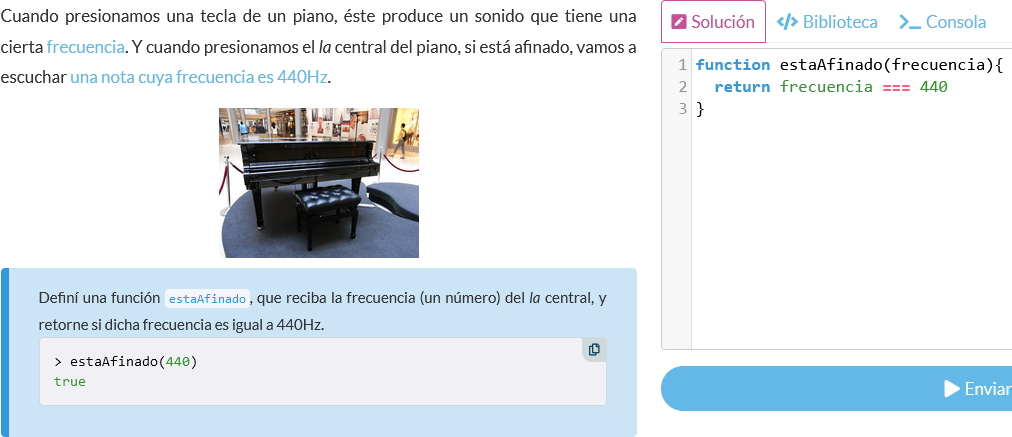 Cuando presionamos una tecla de un piano, éste produce un sonido que tiene una
cierta frecuencia. Y cuando presionamos el la central del piano, si está afinado, vamos a
escuchar una nota cuya frecuencia es 440Hz.
Definí una función estaAfinado, que reciba la frecuencia (un número) del la central, y
retorne si dicha frecuencia es igual a 440Hz.
> estaAfinado(440)
true
Solución </> Biblioteca >_ Consola
1 function estaAfinado(frecuencia){
2   return frecuencia === 440
3 }
Enviar